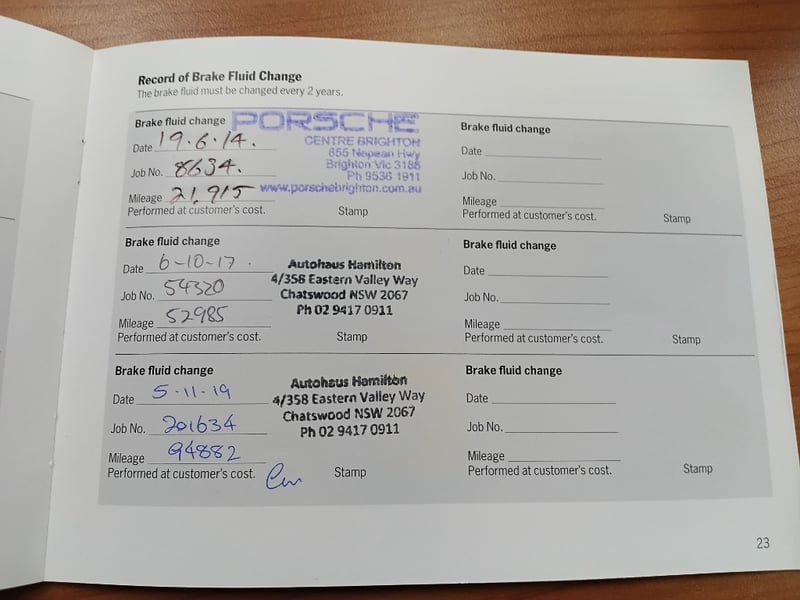 Record of Brake Fluid Change
The brake fluid must be changed every 2 years.
Brake fluid change
Date 19.6.14.
Job No. 8634.
Mileage 21,915
Performed at customer's cost.
Stamp
PORSCHE
CENTRE BRIGHTON
855 Nepean Hwy
Brighton Vic 3186
Ph 9536 1911
www.porschebrighton.com.au
Brake fluid change
Date
Job No.
Mileage
Performed at customer's cost.
Stamp
Brake fluid change
Date 6-10-17.
Job No. 54320
Mileage 52985
Performed at customer's cost.
Stamp
Autohaus Hamilton
4/358 Eastern Valley Way
Chatswood NSW 2067
Ph 02 9417 0911
Brake fluid change
Date
Job No.
Mileage
Performed at customer's cost.
Stamp
Brake fluid change
Date 5.11.19
Job No. 201634
Mileage 94882
Performed at customer's cost.
Stamp
Autohaus Hamilton
4/358 Eastern Valley Way
Chatswood NSW 2067
Ph 02 9417 0911
Brake fluid change
Date
Job No.
Mileage
Performed at customer's cost.
Stamp
23